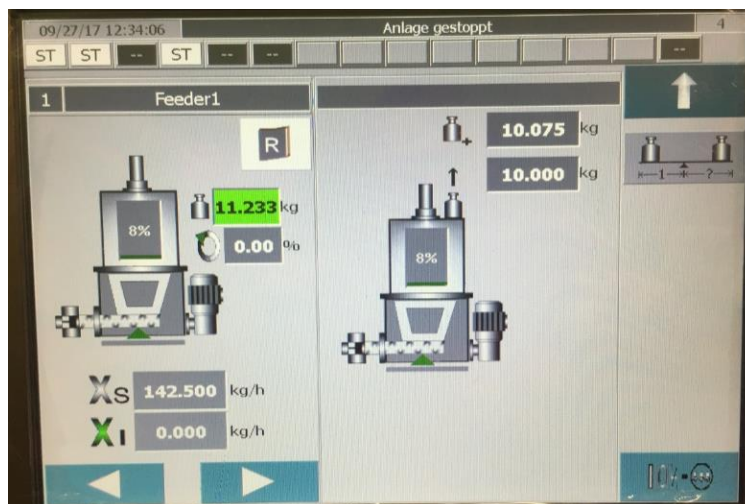 09/27/17 12:34:06 Anlage gestoppt 4
ST ST -- ST -- -- --
1 Feeder1
R
10.075 kg
10.000 kg
11.233 kg
0.00 %
8%
8%
1 ?
XS 142.500 kg/h
XI 0.000 kg/h